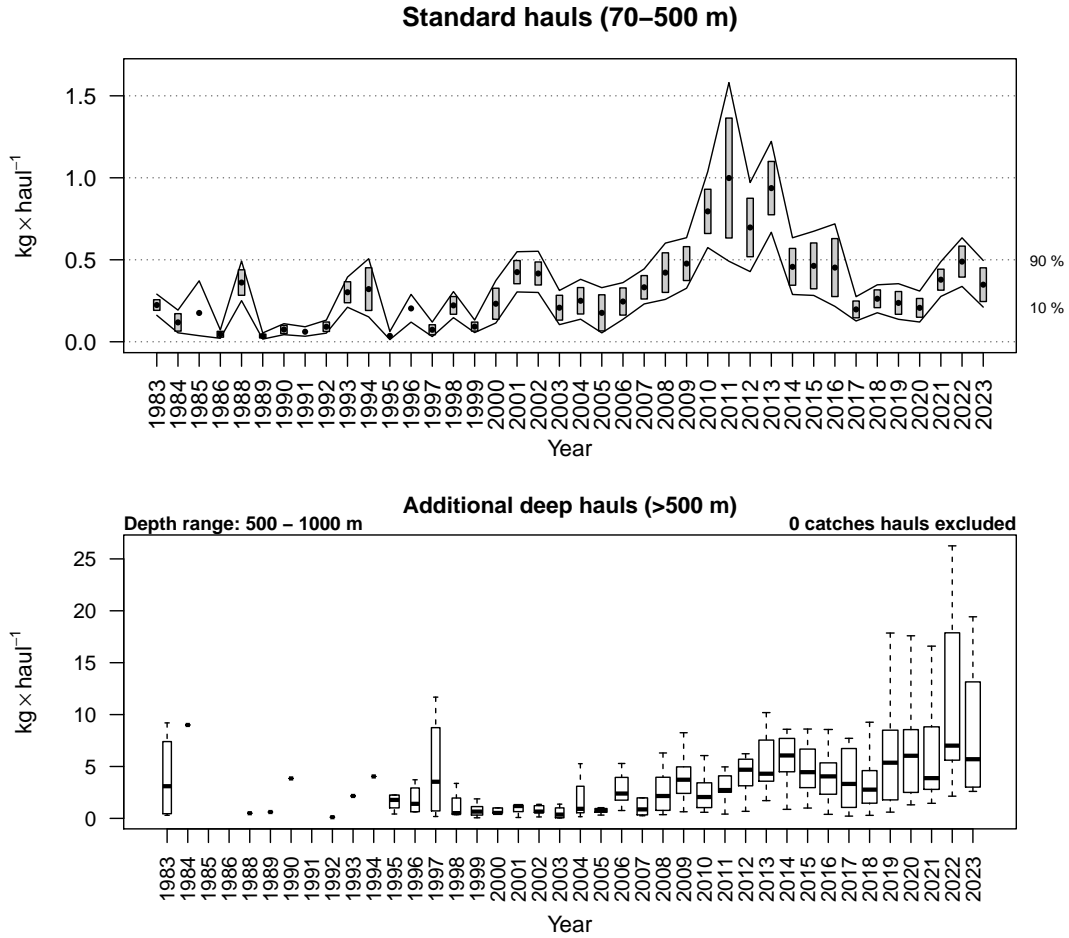 Standard hauls (70–500 m)
kg × haul⁻¹
1.5
1.0
0.5
0.0
90 %
10 %
1983 1984 1985 1986 1988 1989 1990 1991 1992 1993 1994 1995 1996 1997 1998 1999 2000 2001 2002 2003 2004 2005 2006 2007 2008 2009 2010 2011 2012 2013 2014 2015 2016 2017 2018 2019 2020 2021 2022 2023
Year
Additional deep hauls (>500 m)
Depth range: 500 – 1000 m 0 catches hauls excluded
kg × haul⁻¹
25
20
15
10
5
0
1983 1984 1985 1986 1988 1989 1990 1991 1992 1993 1994 1995 1996 1997 1998 1999 2000 2001 2002 2003 2004 2005 2006 2007 2008 2009 2010 2011 2012 2013 2014 2015 2016 2017 2018 2019 2020 2021 2022 2023
Year